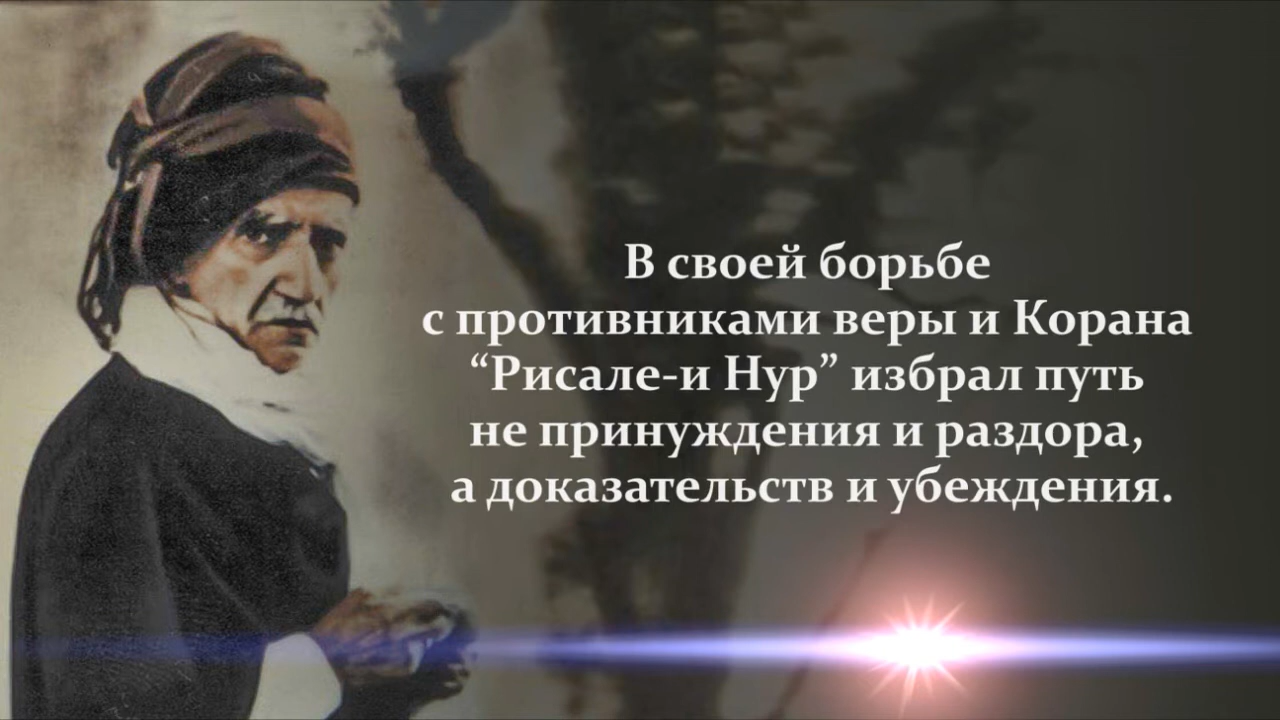 В своей борьбе
с противниками веры и Корана
“Рисале-и Нур” избрал путь
не принуждения и раздора,
а доказательств и убеждения.